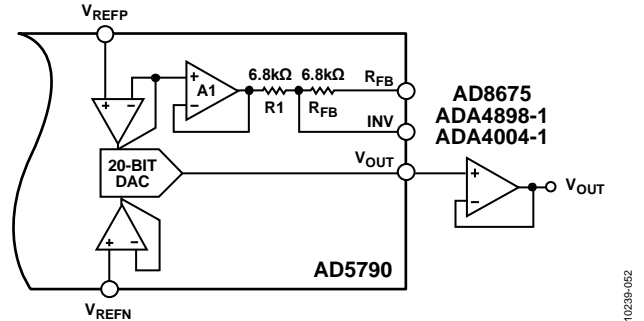 VREFP
+ −
+
−
A1
6.8kΩ 6.8kΩ
R1 RFB
RFB
INV
VOUT
20-BIT
DAC
+ −
VREFN
AD5790
AD8675
ADA4898-1
ADA4004-1
+
−
VOUT
10239-052